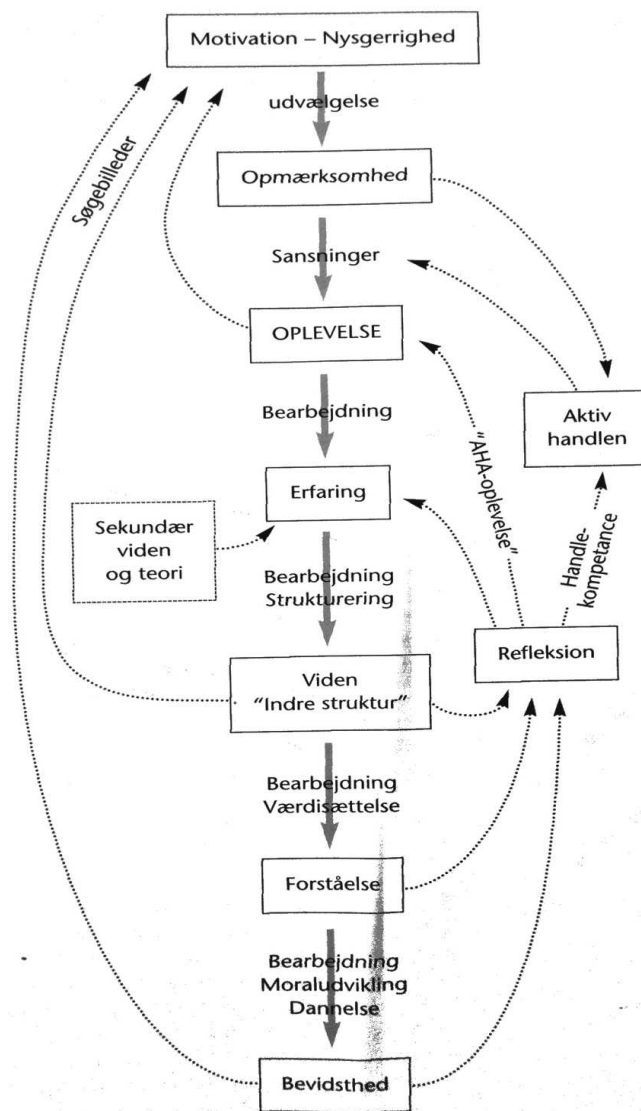 Motivation – Nysgerrighed
udvælgelse
Søgebilleder
Opmærksomhed
Sansninger
OPLEVELSE
Bearbejdning
Aktiv
handlen
"AHA-oplevelse"
Erfaring
Handle-
kompetance
Sekundær
viden
og teori
Bearbejdning
Strukturering
Refleksion
Viden
"Indre struktur"
Bearbejdning
Værdisættelse
Forståelse
Bearbejdning
Moraludvikling
Dannelse
Bevidsthed